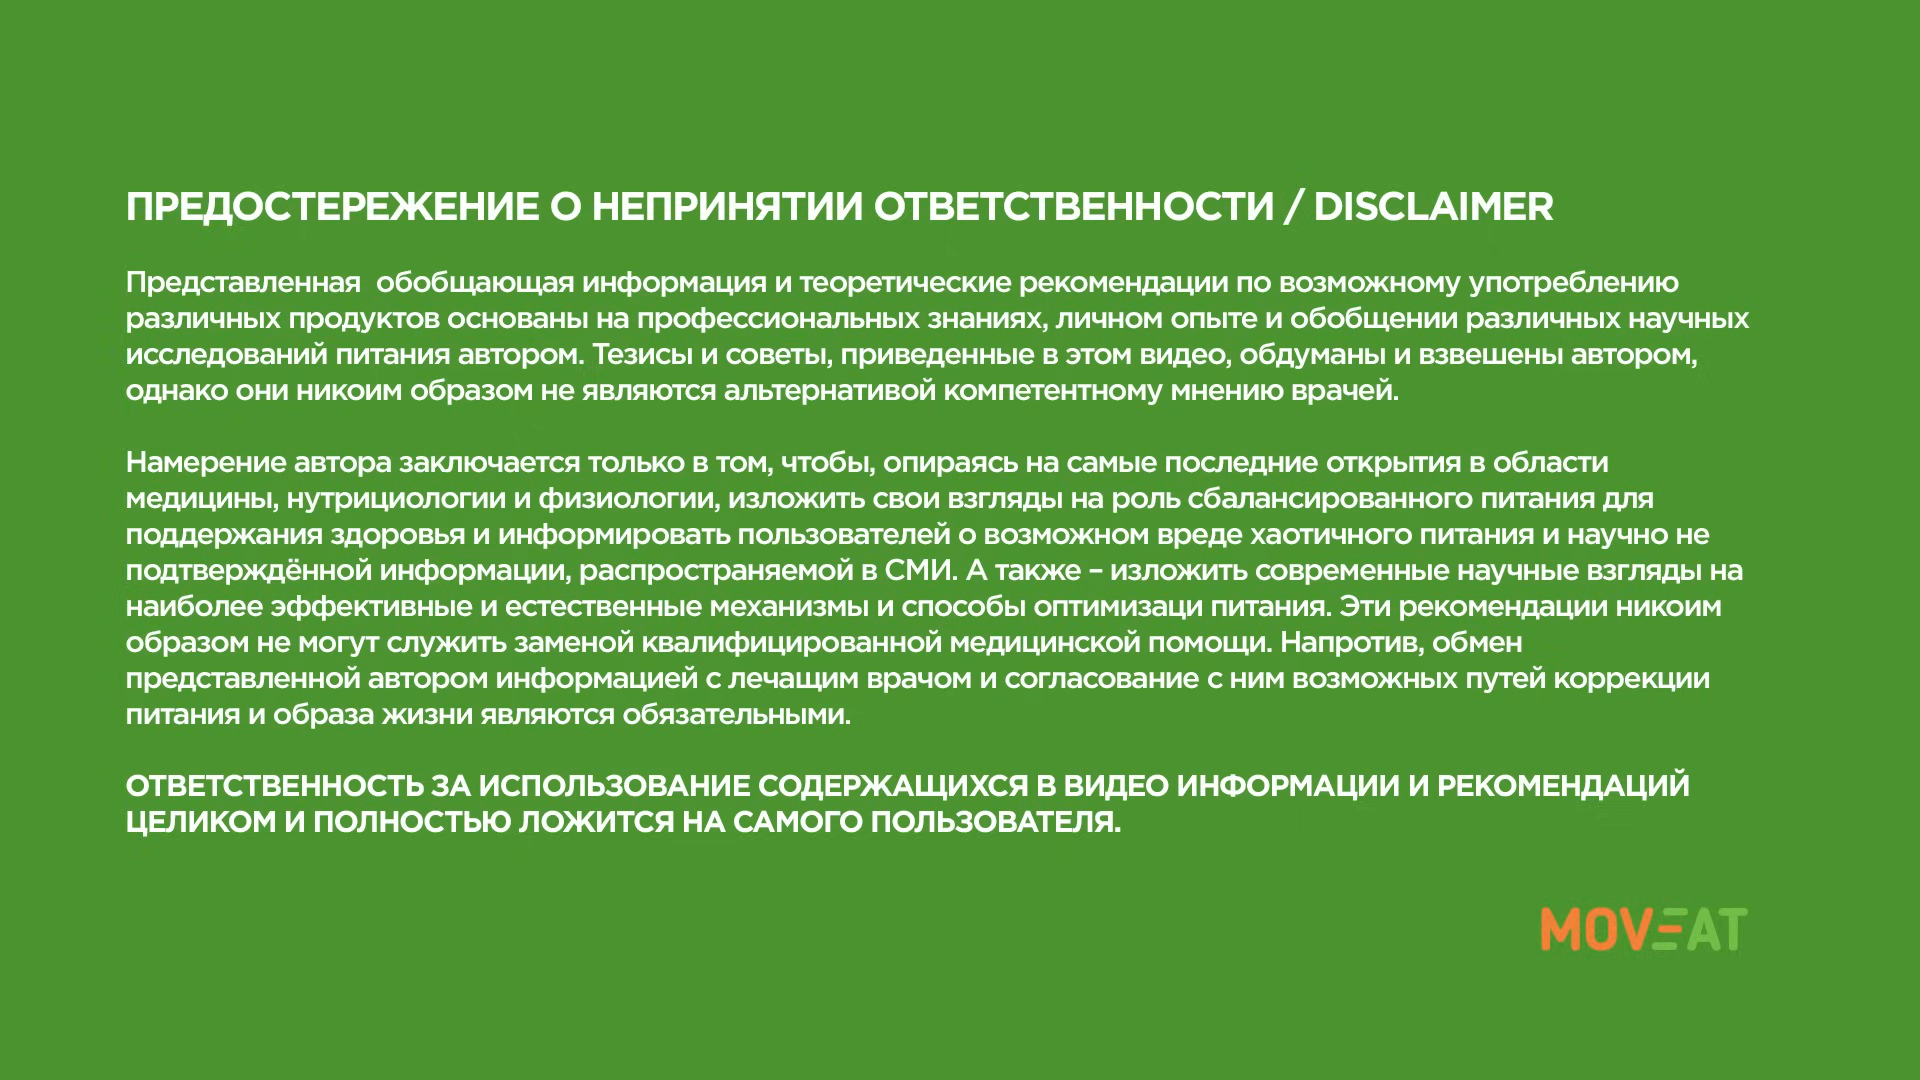 ПРЕДОСТЕРЕЖЕНИЕ О НЕПРИНЯТИИ ОТВЕТСТВЕННОСТИ / DISCLAIMER
Представленная  обобщающая информация и теоретические рекомендации по возможному употреблению
различных продуктов основаны на профессиональных знаниях, личном опыте и обобщении различных научных
исследований питания автором. Тезисы и советы, приведенные в этом видео, обдуманы и взвешены автором,
однако они никоим образом не являются альтернативой компетентному мнению врачей.
Намерение автора заключается только в том, чтобы, опираясь на самые последние открытия в области
медицины, нутрициологии и физиологии, изложить свои взгляды на роль сбалансированного питания для
поддержания здоровья и информировать пользователей о возможном вреде хаотичного питания и научно не
подтверждённой информации, распространяемой в СМИ. А также – изложить современные научные взгляды на
наиболее эффективные и естественные механизмы и способы оптимизаци питания. Эти рекомендации никоим
образом не могут служить заменой квалифицированной медицинской помощи. Напротив, обмен
представленной автором информацией с лечащим врачом и согласование с ним возможных путей коррекции
питания и образа жизни являются обязательными.
ОТВЕТСТВЕННОСТЬ ЗА ИСПОЛЬЗОВАНИЕ СОДЕРЖАЩИХСЯ В ВИДЕО ИНФОРМАЦИИ И РЕКОМЕНДАЦИЙ
ЦЕЛИКОМ И ПОЛНОСТЬЮ ЛОЖИТСЯ НА САМОГО ПОЛЬЗОВАТЕЛЯ.
MOVEAT